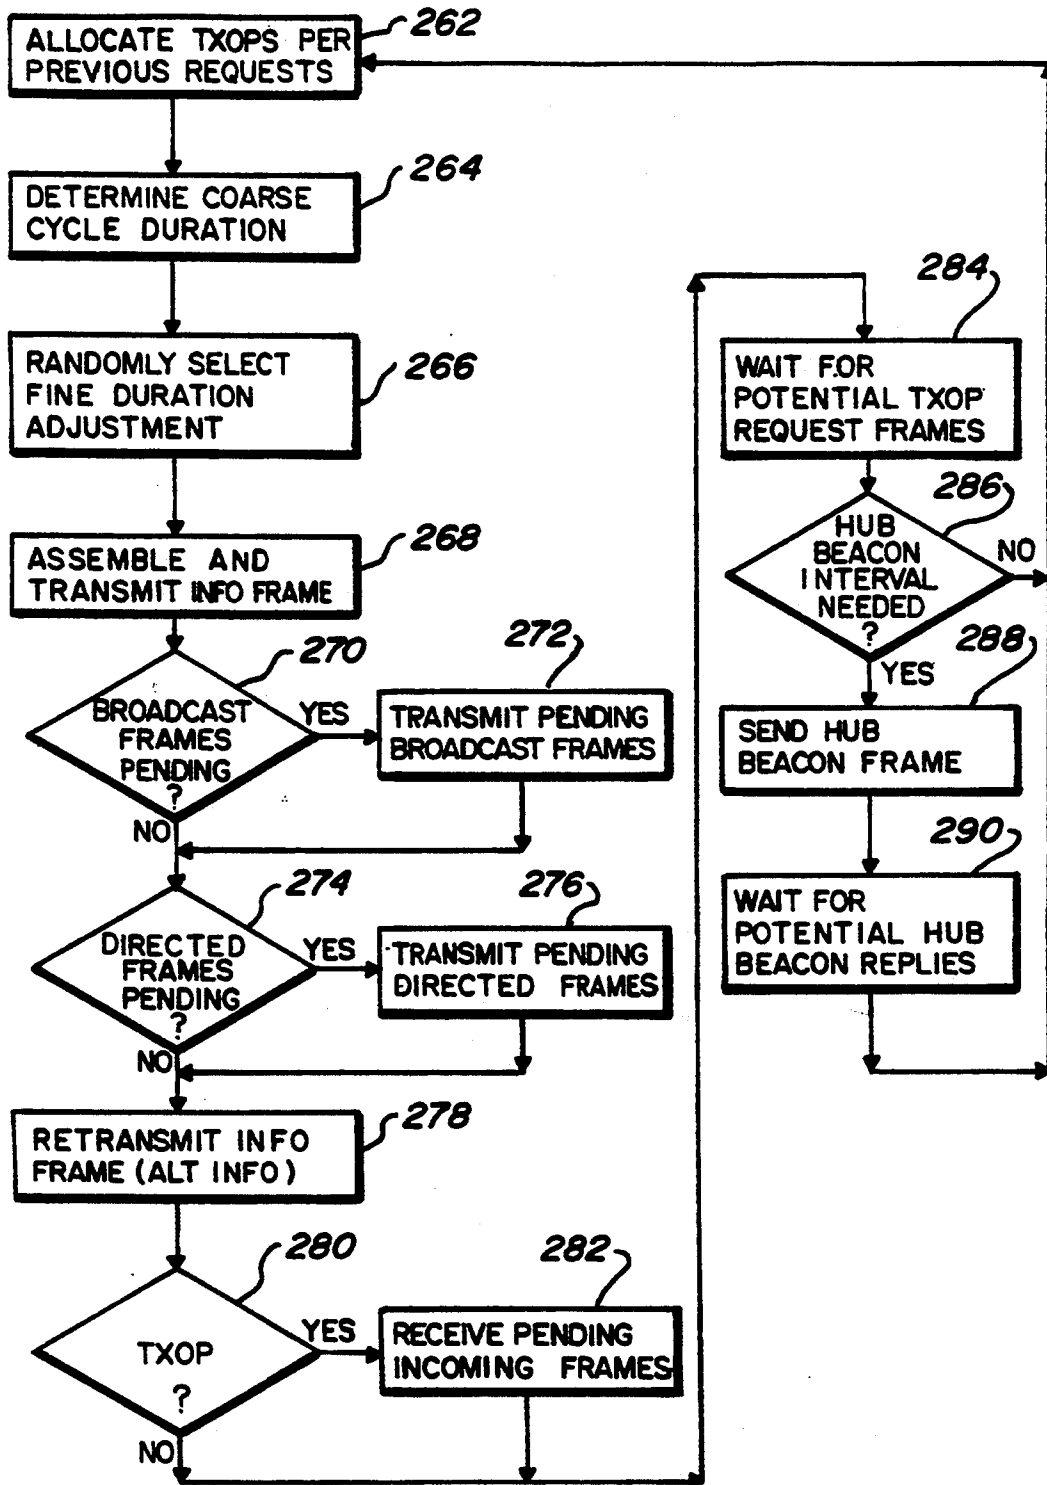 ALLOCATE TXOPS PER
PREVIOUS REQUESTS
262
DETERMINE COARSE
CYCLE DURATION
264
RANDOMLY SELECT
FINE DURATION
ADJUSTMENT
266
ASSEMBLE AND
TRANSMIT INFO FRAME
268
BROADCAST
FRAMES
PENDING
?
270
YES
NO
TRANSMIT PENDING
BROADCAST FRAMES
272
DIRECTED
FRAMES
PENDING
?
274
YES
NO
TRANSMIT PENDING
DIRECTED FRAMES
276
RETRANSMIT INFO
FRAME (ALT INFO)
278
TXOP
?
280
YES
NO
RECEIVE PENDING
INCOMING FRAMES
282
WAIT FOR
POTENTIAL TXOP
REQUEST FRAMES
284
HUB
BEACON
INTERVAL
NEEDED
?
286
NO
YES
SEND HUB
BEACON FRAME
288
WAIT FOR
POTENTIAL HUB
BEACON REPLIES
290